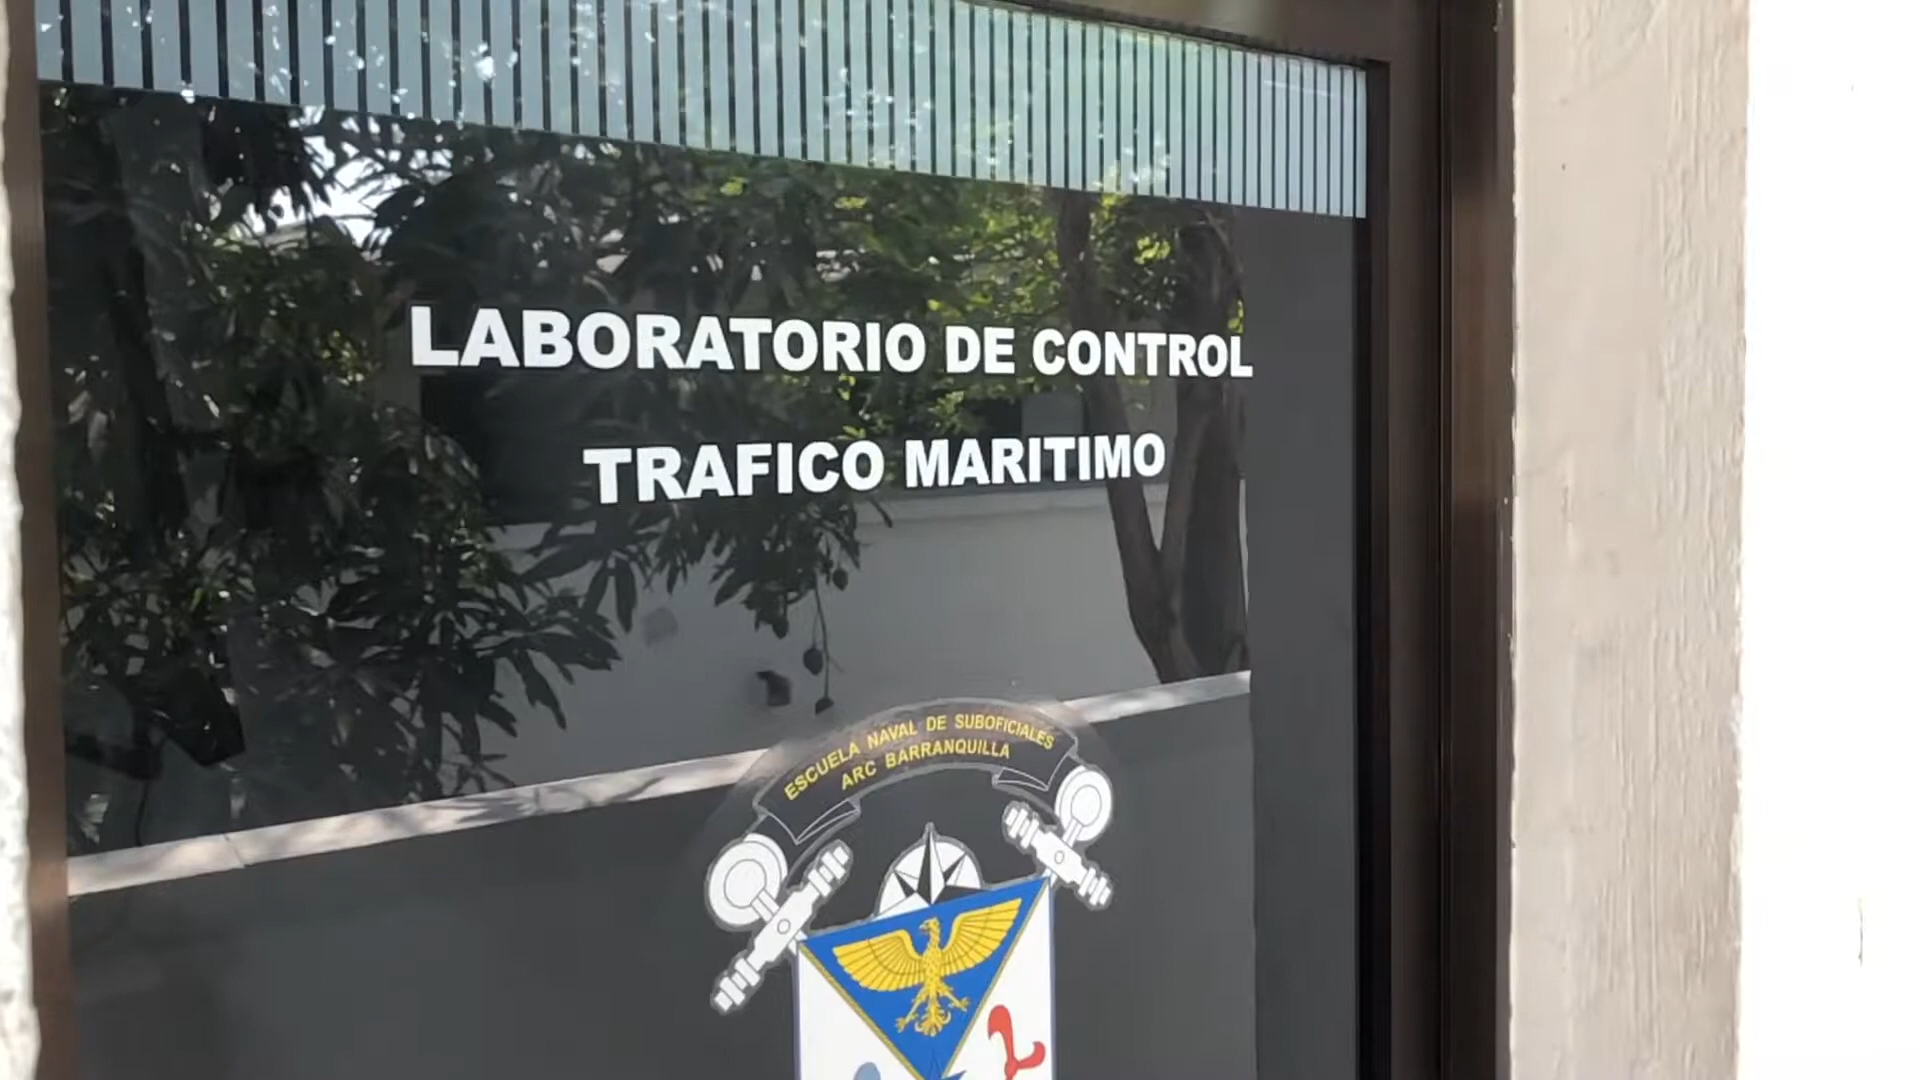 LABORATORIO DE CONTROL
TRAFICO MARITIMO
ESCUELA NAVAL DE SUBOFICIALES
ARC BARRANQUILLA